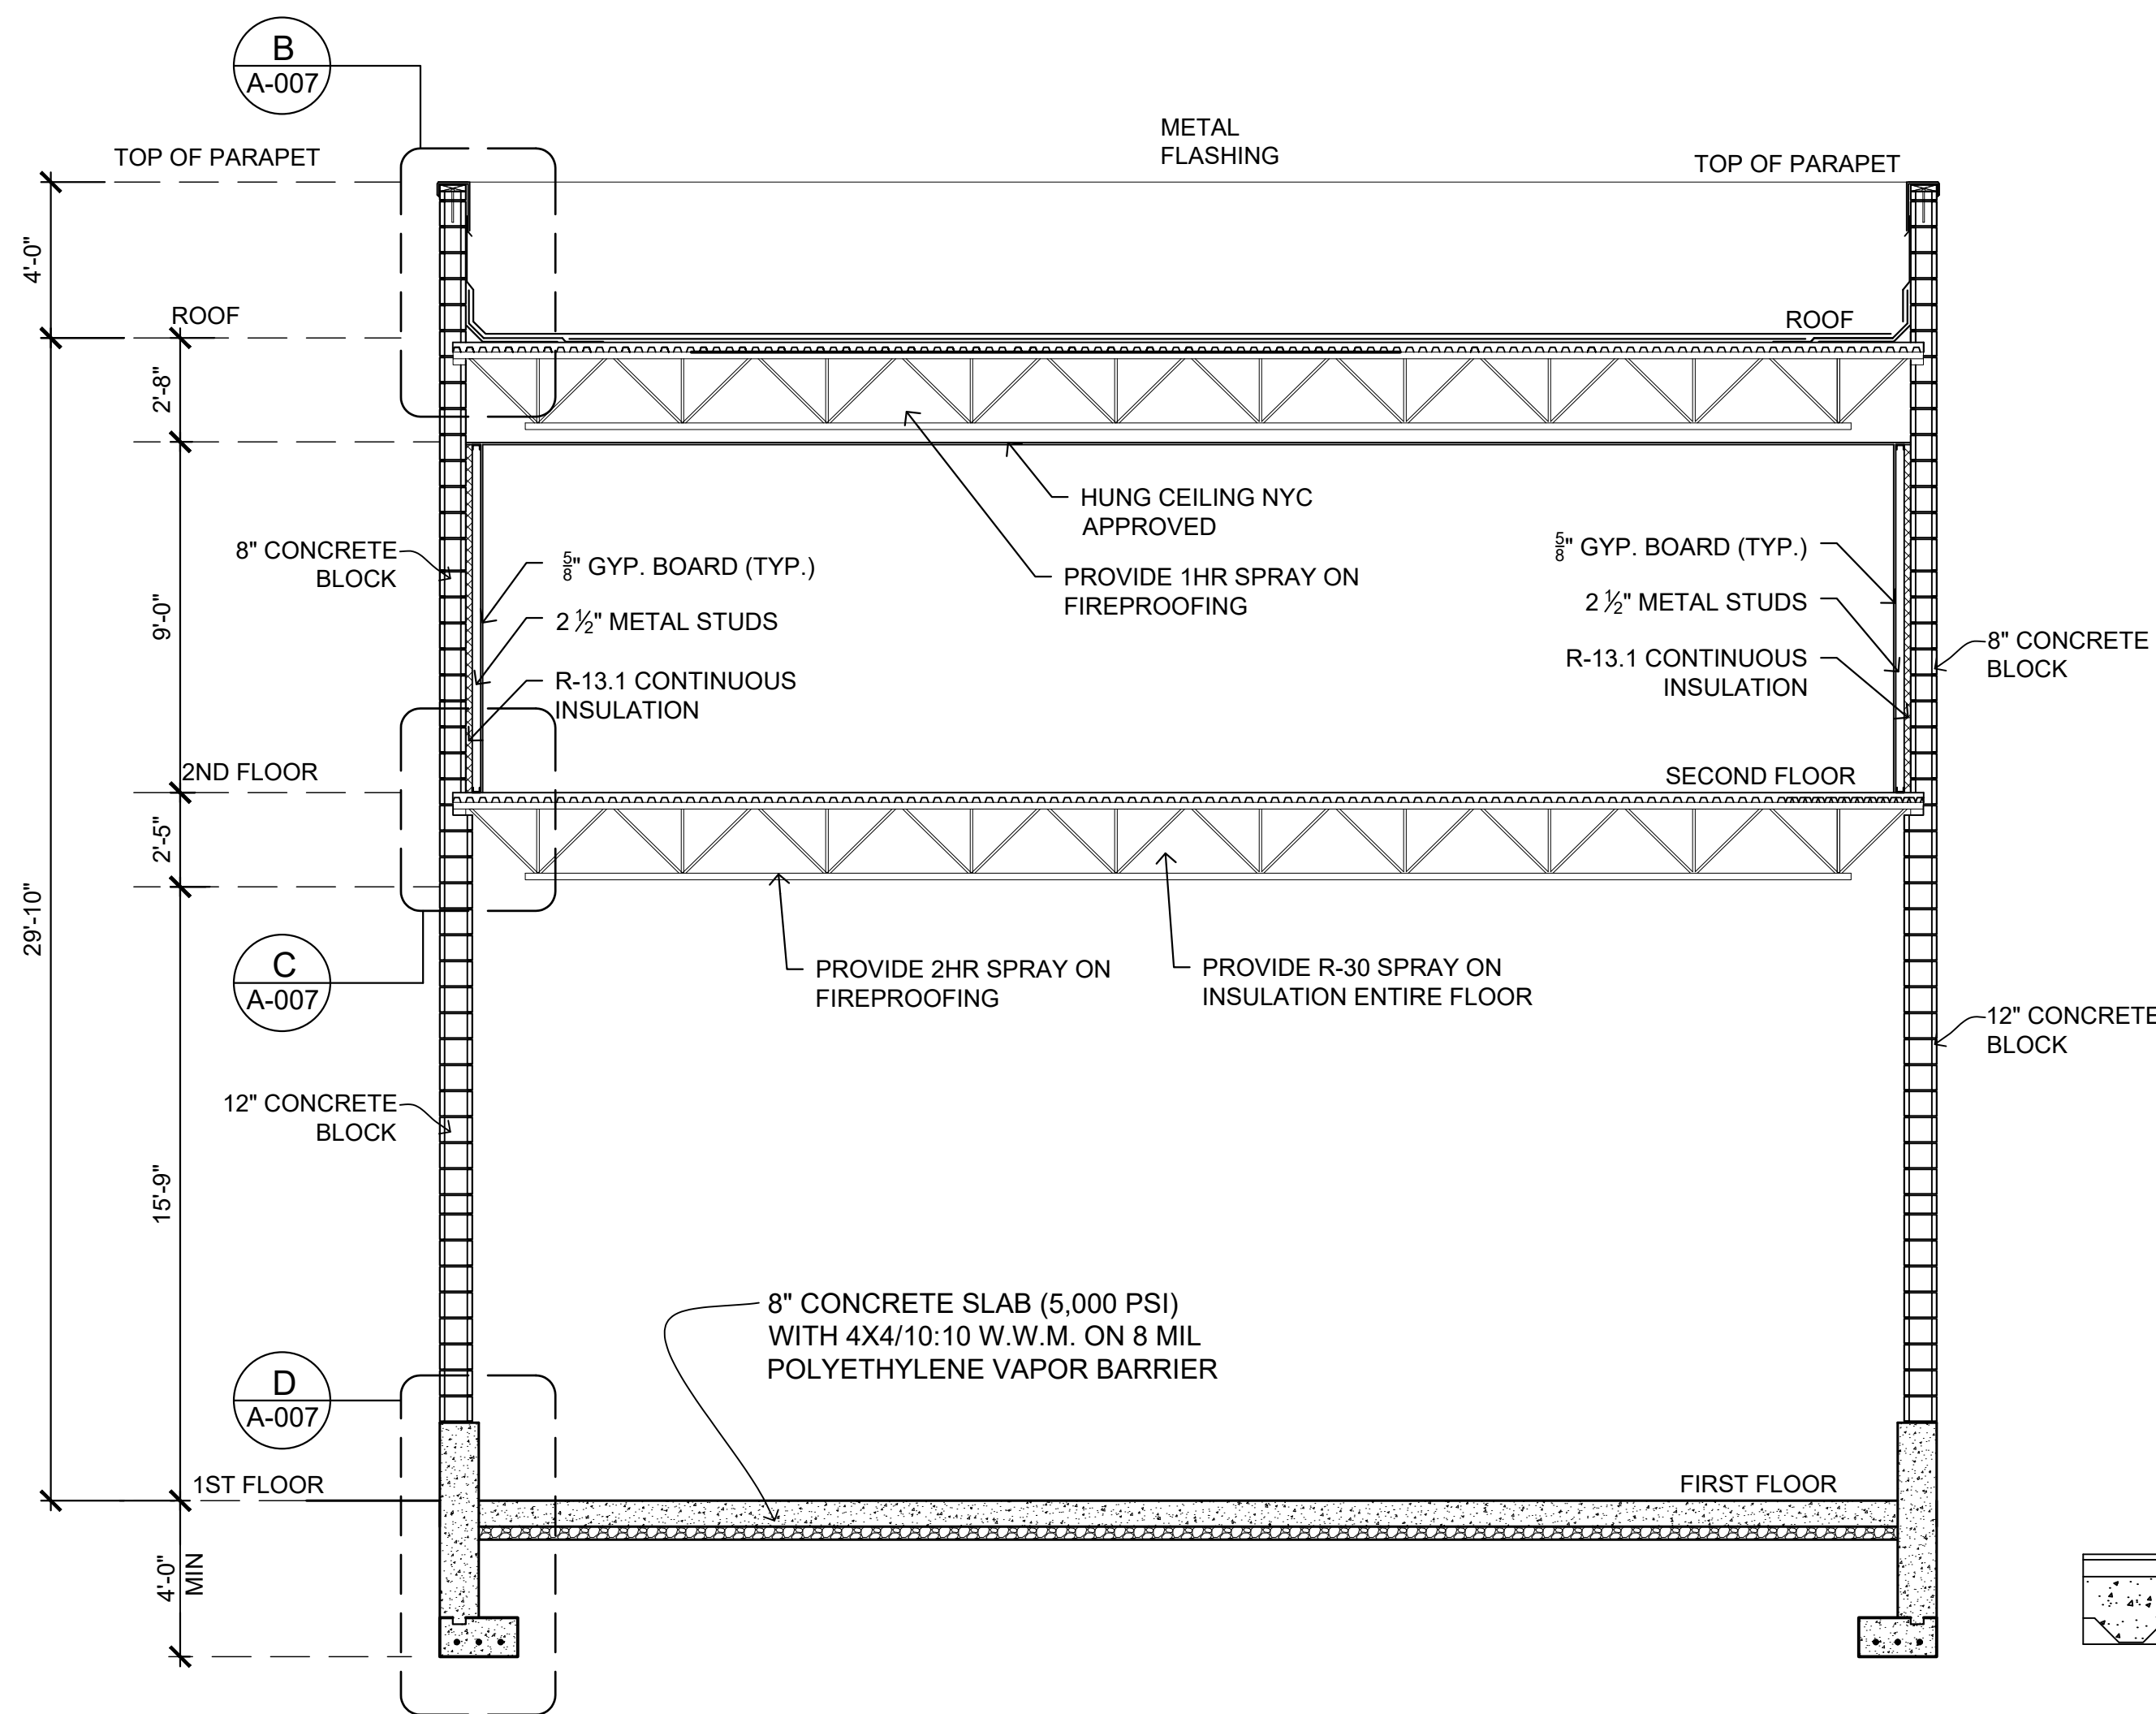 B
A-007
METAL
FLASHING
TOP OF PARAPET
TOP OF PARAPET
4'-0"
ROOF
ROOF
2'-8"
HUNG CEILING NYC
APPROVED
8" CONCRETE
BLOCK
5/8" GYP. BOARD (TYP.)
5/8" GYP. BOARD (TYP.)
PROVIDE 1HR SPRAY ON
FIREPROOFING
9'-0"
2 1/2" METAL STUDS
2 1/2" METAL STUDS
8" CONCRETE
BLOCK
R-13.1 CONTINUOUS
INSULATION
R-13.1 CONTINUOUS
INSULATION
2ND FLOOR
SECOND FLOOR
2'-5"
29'-10"
C
A-007
PROVIDE 2HR SPRAY ON
FIREPROOFING
PROVIDE R-30 SPRAY ON
INSULATION ENTIRE FLOOR
12" CONCRETE
BLOCK
12" CONCRETE
BLOCK
15'-9"
8" CONCRETE SLAB (5,000 PSI)
WITH 4X4/10:10 W.W.M. ON 8 MIL
POLYETHYLENE VAPOR BARRIER
D
A-007
1ST FLOOR
FIRST FLOOR
4'-0"
MIN